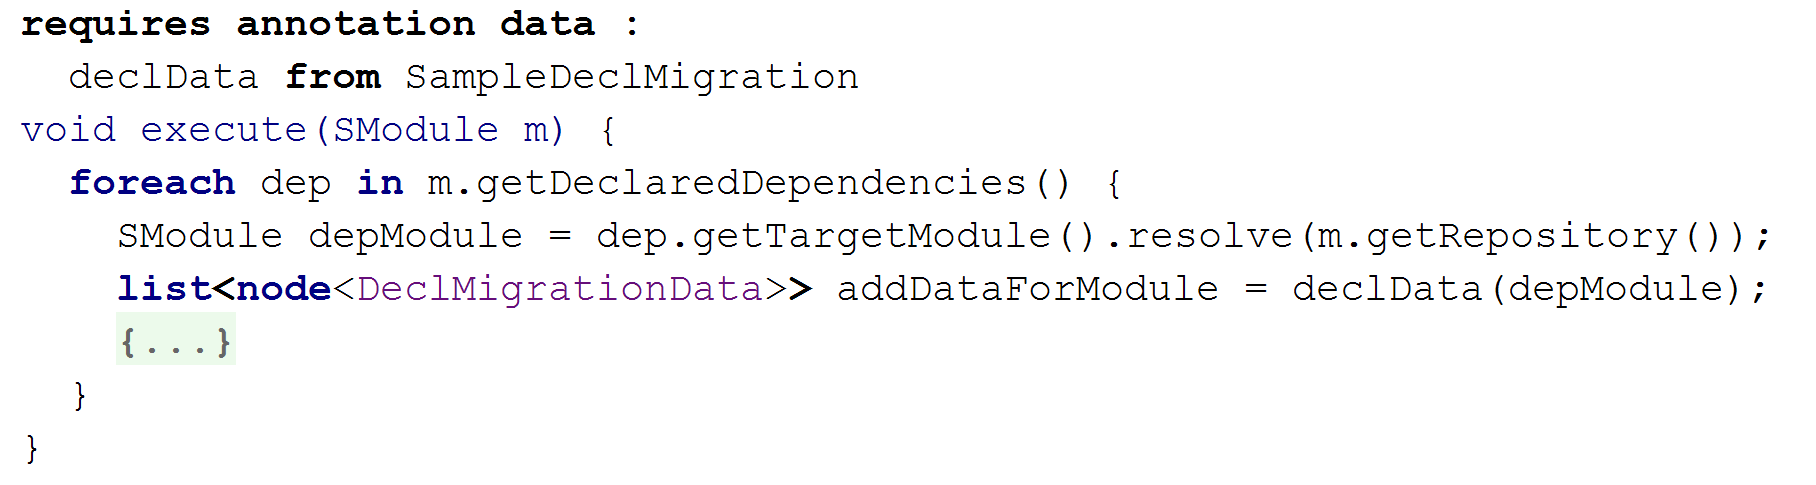 requires annotation data :
declData from SampleDeclMigration
void execute(SModule m) {
foreach dep in m.getDeclaredDependencies() {
SModule depModule = dep.getTargetModule().resolve(m.getRepository());
list<node<DeclMigrationData>> addDataForModule = declData(depModule);
{...}
}
}